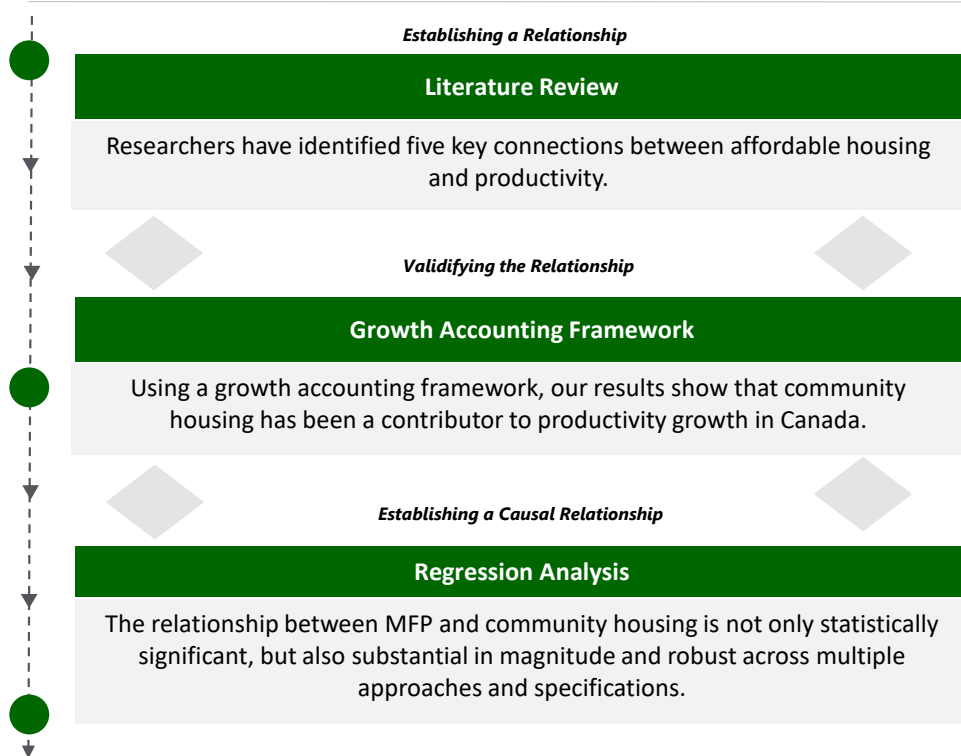 Establishing a Relationship
Literature Review
Researchers have identified five key connections between affordable housing
and productivity.
Validifying the Relationship
Growth Accounting Framework
Using a growth accounting framework, our results show that community
housing has been a contributor to productivity growth in Canada.
Establishing a Causal Relationship
Regression Analysis
The relationship between MFP and community housing is not only statistically
significant, but also substantial in magnitude and robust across multiple
approaches and specifications.